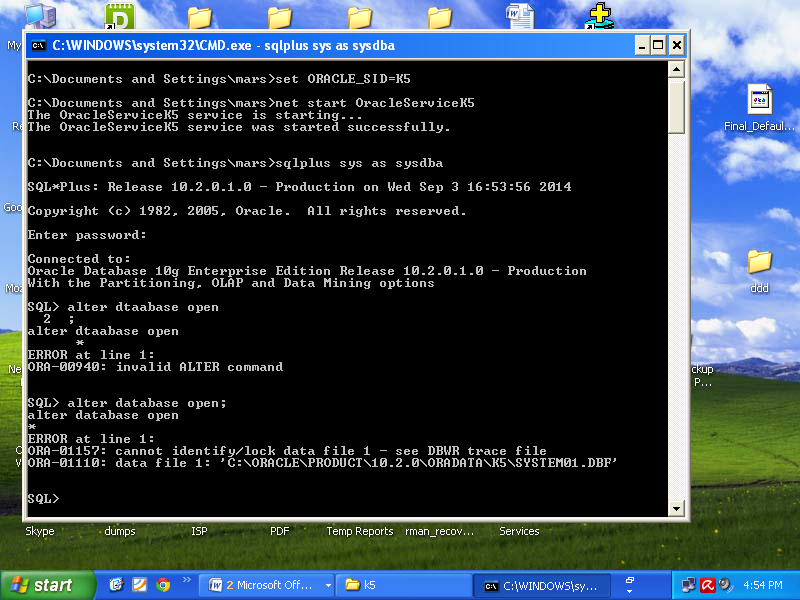 C:\WINDOWS\system32\CMD.exe - sqlplus sys as sysdba
C:\Documents and Settings\mars>set ORACLE_SID=K5
C:\Documents and Settings\mars>net start OracleServiceK5
The OracleServiceK5 service is starting...
The OracleServiceK5 service was started successfully.
C:\Documents and Settings\mars>sqlplus sys as sysdba
SQL*Plus: Release 10.2.0.1.0 - Production on Wed Sep 3 16:53:56 2014
Copyright (c) 1982, 2005, Oracle.  All rights reserved.
Enter password:
Connected to:
Oracle Database 10g Enterprise Edition Release 10.2.0.1.0 - Production
With the Partitioning, OLAP and Data Mining options
SQL> alter dtaabase open
2  ;
alter dtaabase open
*
ERROR at line 1:
ORA-00940: invalid ALTER command
SQL> alter database open;
alter database open
*
ERROR at line 1:
ORA-01157: cannot identify/lock data file 1 - see DBWR trace file
ORA-01110: data file 1: 'C:\ORACLE\PRODUCT\10.2.0\ORADATA\K5\SYSTEM01.DBF'
SQL>
My
Re
Goo
Moz
Ne
Final_Defaul...
ddd
ckup
P...
Skype
dumps
ISP
PDF
Temp Reports
rman_recov...
Services
start
2 Microsoft Off...
k5
C:\WINDOWS\sy...
4:54 PM